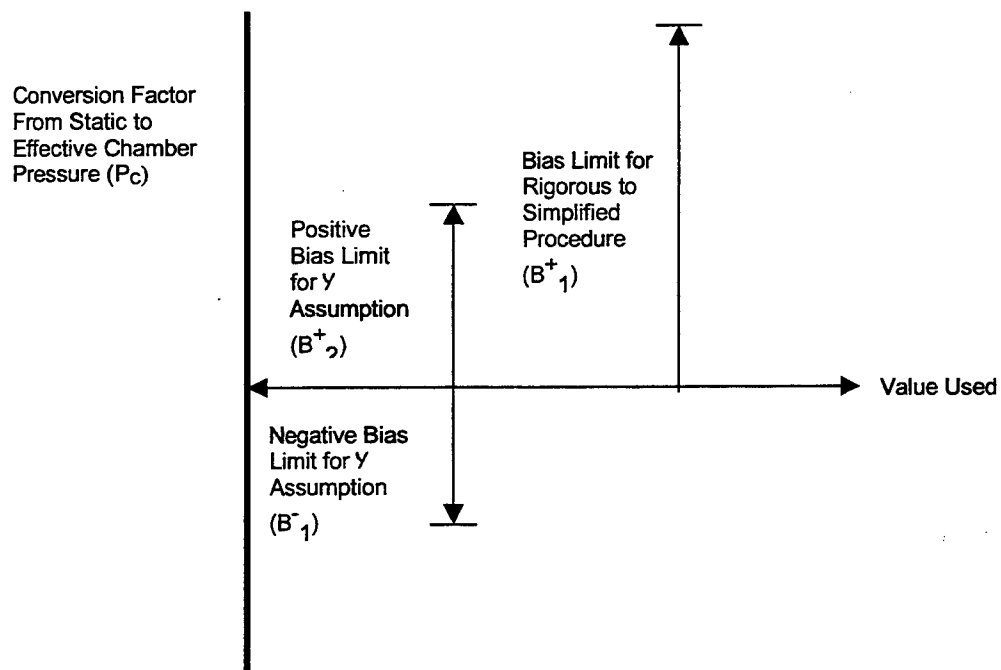 Conversion Factor
From Static to
Effective Chamber
Pressure (Pc)
Bias Limit for
Rigorous to
Simplified
Procedure
(B+1)
Positive
Bias Limit
for γ
Assumption
(B+2)
Value Used
Negative Bias
Limit for γ
Assumption
(B-1)